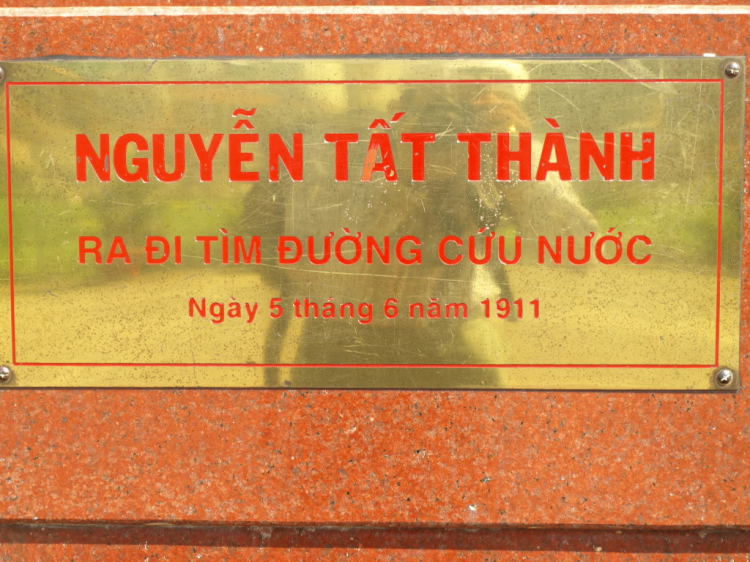 NGUYỄN TẤT THÀNH
RA ĐI TÌM ĐƯỜNG CỨU NƯỚC
Ngày 5 tháng 6 năm 1911